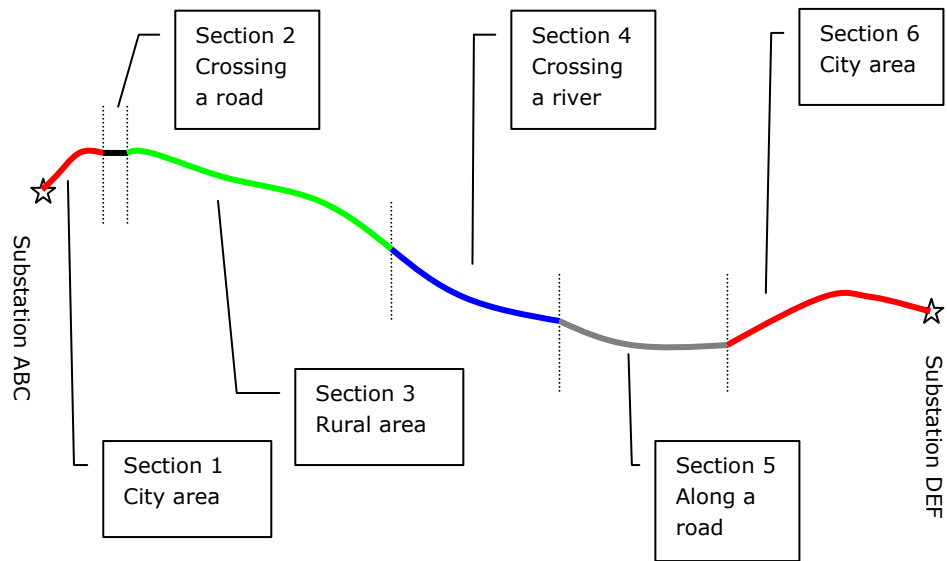 Section 2
Crossing
a road
Section 4
Crossing
a river
Section 6
City area
Substation ABC
Section 3
Rural area
Section 1
City area
Section 5
Along a
road
Substation DEF